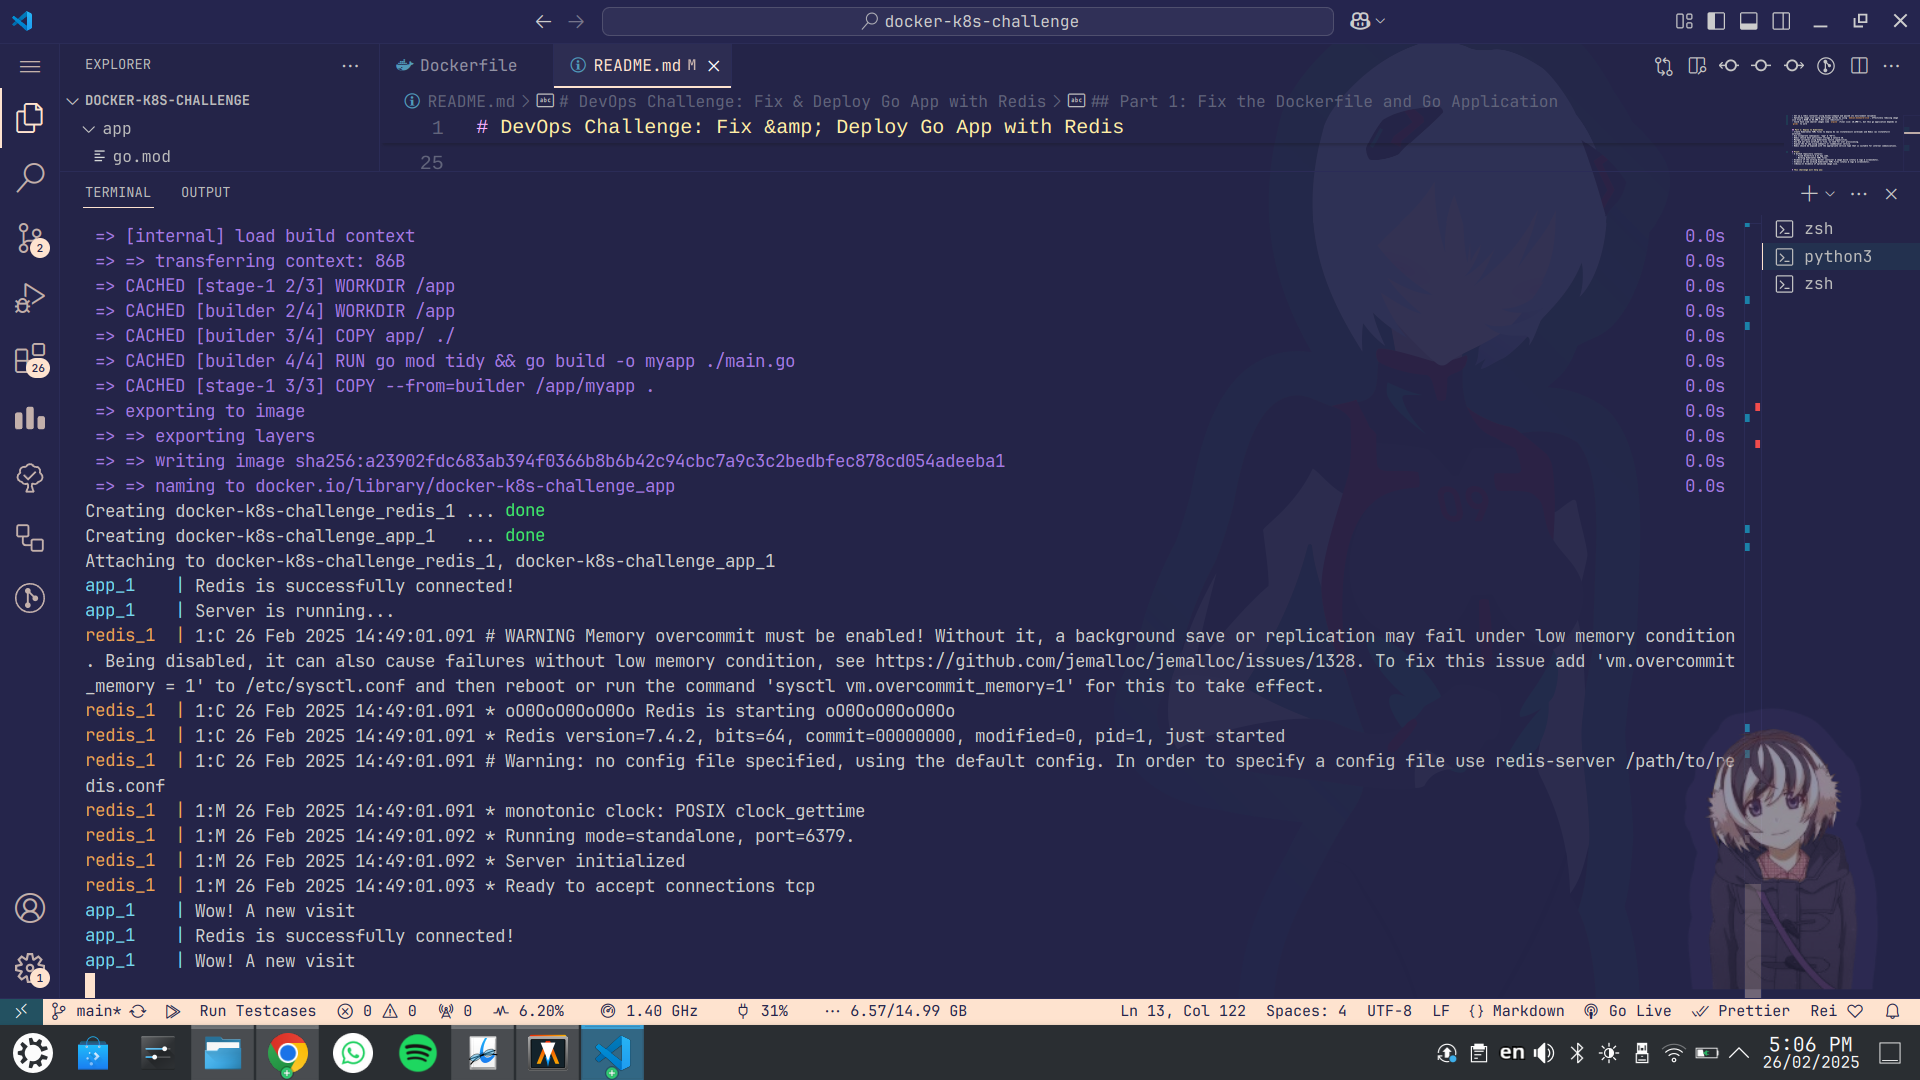 docker-k8s-challenge
EXPLORER
Dockerfile
README.md M
DOCKER-K8S-CHALLENGE
README.md > # DevOps Challenge: Fix & Deploy Go App with Redis > ## Part 1: Fix the Dockerfile and Go Application
app
1 # DevOps Challenge: Fix &amp; Deploy Go App with Redis
go.mod
25
TERMINAL OUTPUT
=> [internal] load build context 0.0s
=> => transferring context: 86B 0.0s
=> CACHED [stage-1 2/3] WORKDIR /app 0.0s
=> CACHED [builder 2/4] WORKDIR /app 0.0s
=> CACHED [builder 3/4] COPY app/ ./ 0.0s
=> CACHED [builder 4/4] RUN go mod tidy && go build -o myapp ./main.go 0.0s
=> CACHED [stage-1 3/3] COPY --from=builder /app/myapp . 0.0s
=> exporting to image 0.0s
=> => exporting layers 0.0s
=> => writing image sha256:a23902fdc683ab394f0366b8b6b42c94cbc7a9c3c2bedbfec878cd054adeeba1 0.0s
=> => naming to docker.io/library/docker-k8s-challenge_app 0.0s
Creating docker-k8s-challenge_redis_1 ... done
Creating docker-k8s-challenge_app_1 ... done
Attaching to docker-k8s-challenge_redis_1, docker-k8s-challenge_app_1
app_1 | Redis is successfully connected!
app_1 | Server is running...
redis_1 | 1:C 26 Feb 2025 14:49:01.091 # WARNING Memory overcommit must be enabled! Without it, a background save or replication may fail under low memory condition
. Being disabled, it can also cause failures without low memory condition, see https://github.com/jemalloc/jemalloc/issues/1328. To fix this issue add 'vm.overcommit
_memory = 1' to /etc/sysctl.conf and then reboot or run the command 'sysctl vm.overcommit_memory=1' for this to take effect.
redis_1 | 1:C 26 Feb 2025 14:49:01.091 * oO0OoO0OoO0Oo Redis is starting oO0OoO0OoO0Oo
redis_1 | 1:C 26 Feb 2025 14:49:01.091 * Redis version=7.4.2, bits=64, commit=00000000, modified=0, pid=1, just started
redis_1 | 1:C 26 Feb 2025 14:49:01.091 # Warning: no config file specified, using the default config. In order to specify a config file use redis-server /path/to/re
dis.conf
redis_1 | 1:M 26 Feb 2025 14:49:01.091 * monotonic clock: POSIX clock_gettime
redis_1 | 1:M 26 Feb 2025 14:49:01.092 * Running mode=standalone, port=6379.
redis_1 | 1:M 26 Feb 2025 14:49:01.092 * Server initialized
redis_1 | 1:M 26 Feb 2025 14:49:01.093 * Ready to accept connections tcp
app_1 | Wow! A new visit
app_1 | Redis is successfully connected!
app_1 | Wow! A new visit
zsh
python3
zsh
2
26
1
main* Run Testcases 0 0 0 6.20% 1.40 GHz 31% 6.57/14.99 GB Ln 13, Col 122 Spaces: 4 UTF-8 LF {} Markdown Go Live Prettier Rei
en
5:06 PM
26/02/2025